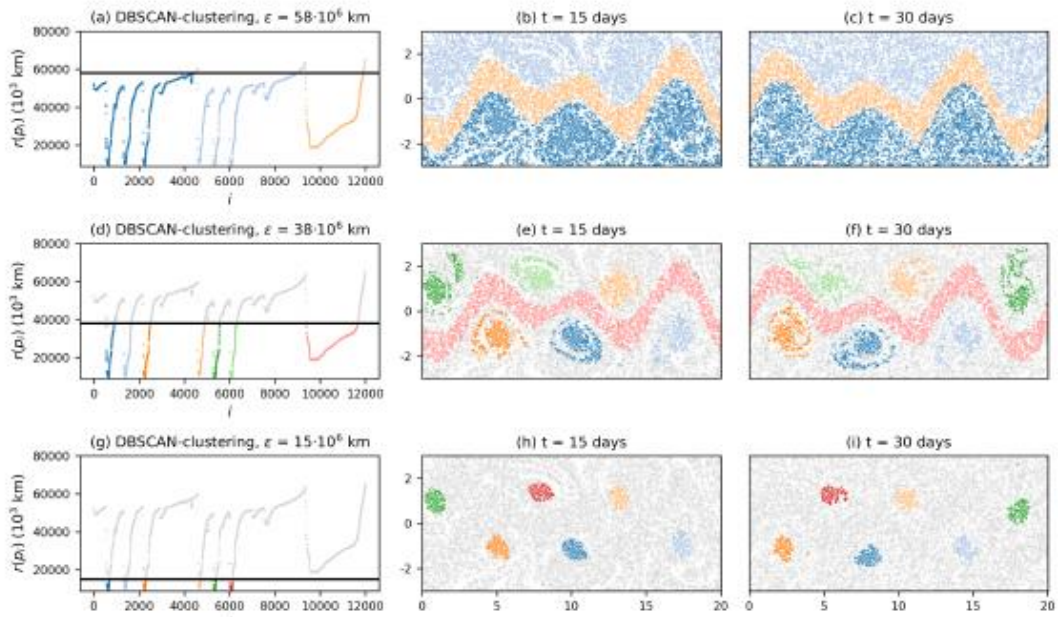 (a) DBSCAN-clustering, ε = 58·10⁶ km
(b) t = 15 days
(c) t = 30 days
80000
60000
40000
20000
r(pᵢ) (10³ km)
0 2000 4000 6000 8000 10000 12000
i
2
0
-2
(d) DBSCAN-clustering, ε = 38·10⁶ km
(e) t = 15 days
(f) t = 30 days
80000
60000
40000
20000
r(pᵢ) (10³ km)
0 2000 4000 6000 8000 10000 12000
i
2
0
-2
(g) DBSCAN-clustering, ε = 15·10⁶ km
(h) t = 15 days
(i) t = 30 days
80000
60000
40000
20000
r(pᵢ) (10³ km)
0 2000 4000 6000 8000 10000 12000
2
0
-2
0 5 10 15 20
0 5 10 15 20